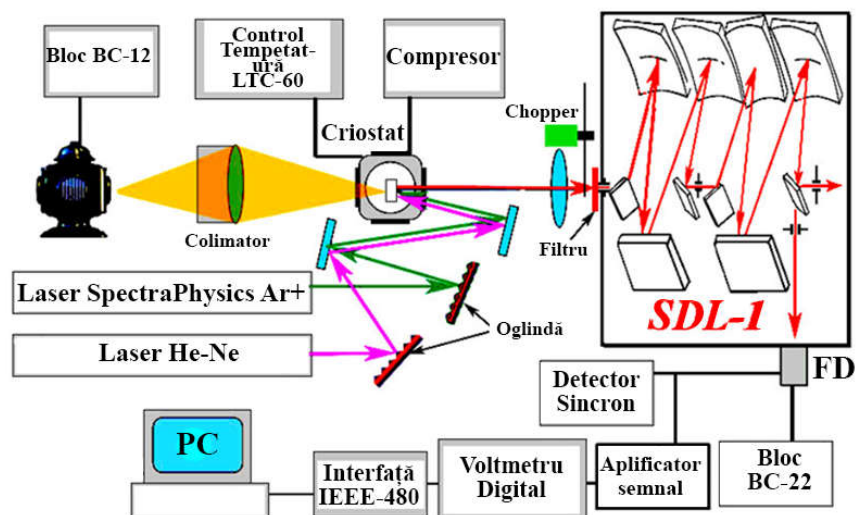 Bloc BC-12
Control
Tempetat-
ură
LTC-60
Compresor
Criostat
Chopper
Colimator
Filtru
Laser SpectraPhysics Ar+
Oglindă
Laser He-Ne
SDL-1
Detector
Sincron
FD
PC
Interfață
IEEE-480
Voltmetru
Digital
Aplificator
semnal
Bloc
BC-22